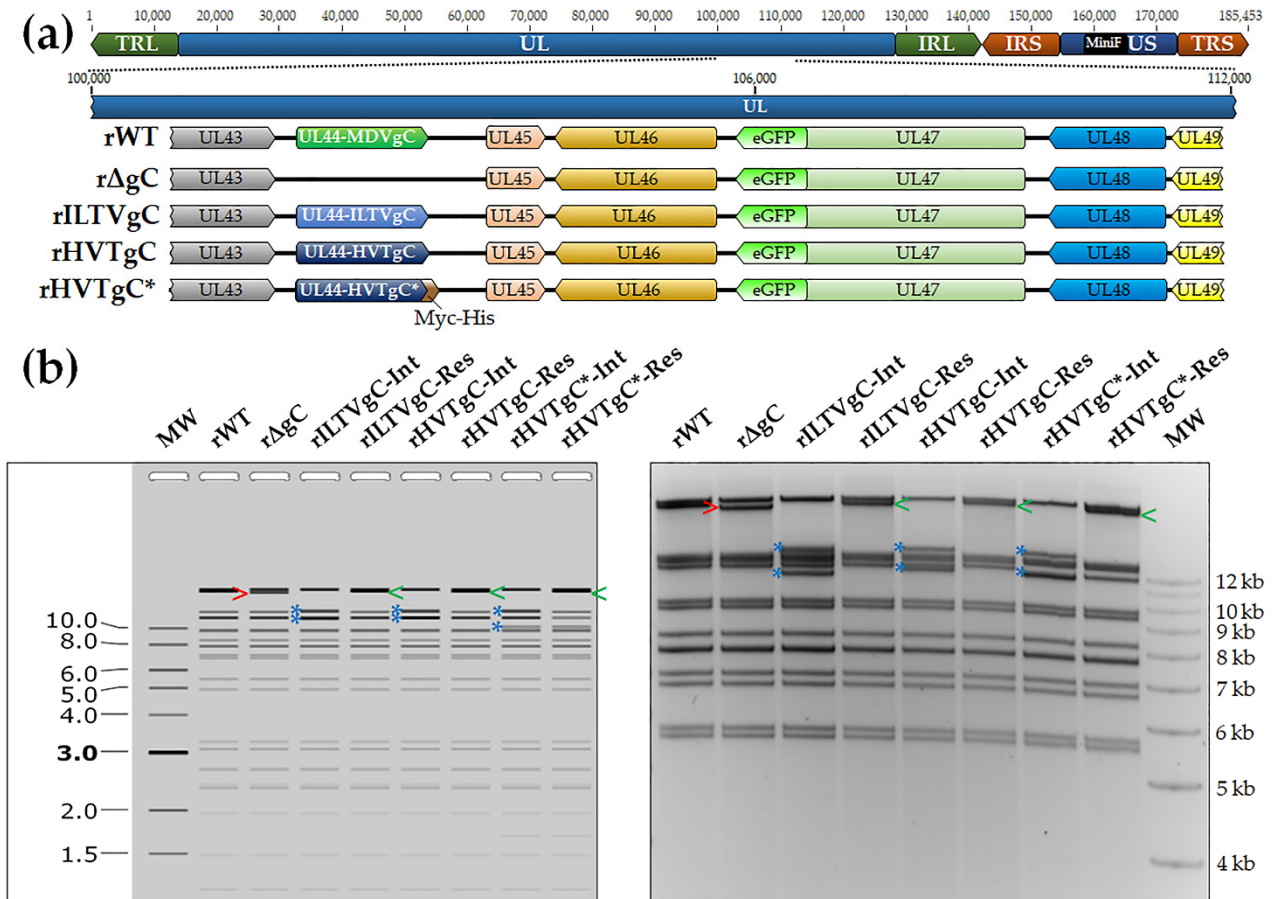 (a)
1 10,000 20,000 30,000 40,000 50,000 60,000 70,000 80,000 90,000 100,000 110,000 120,000 130,000 140,000 150,000 160,000 170,000 185,453
TRL UL IRL IRS MiniF US TRS
100,000 106,000 112,000
UL
rWT UL43 UL44-MDVgC UL45 UL46 eGFP UL47 UL48 UL49
rΔgC UL43 UL45 UL46 eGFP UL47 UL48 UL49
rILTVgC UL43 UL44-ILTVgC UL45 UL46 eGFP UL47 UL48 UL49
rHVTgC UL43 UL44-HVTgC UL45 UL46 eGFP UL47 UL48 UL49
rHVTgC* UL43 UL44-HVTgC* UL45 UL46 eGFP UL47 UL48 UL49
Myc-His
(b)
MW rWT rΔgC rILTVgC-Int rILTVgC-Res rHVTgC-Int rHVTgC-Res rHVTgC*-Int rHVTgC*-Res
10.0
8.0
6.0
5.0
4.0
3.0
2.0
1.5
rWT rΔgC rILTVgC-Int rILTVgC-Res rHVTgC-Int rHVTgC-Res rHVTgC*-Int rHVTgC*-Res MW
12 kb
10 kb
9 kb
8 kb
7 kb
6 kb
5 kb
4 kb